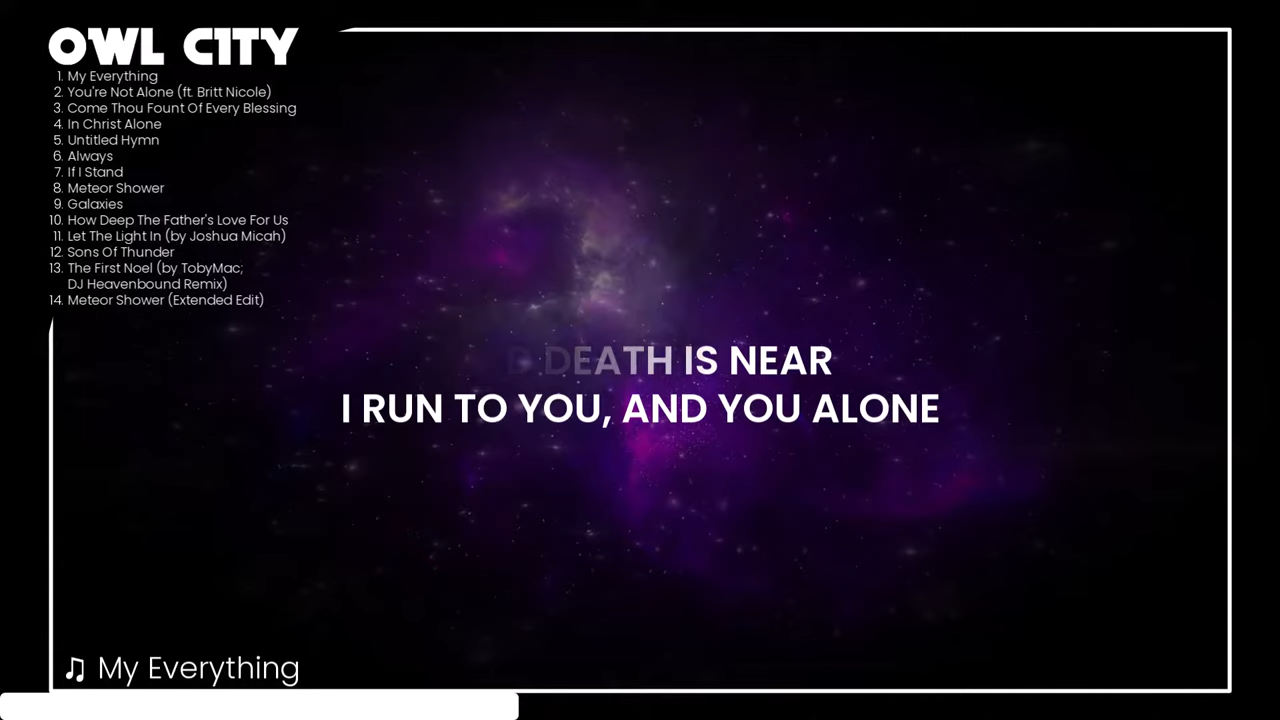 OWL CITY
1. My Everything
2. You're Not Alone (ft. Britt Nicole)
3. Come Thou Fount Of Every Blessing
4. In Christ Alone
5. Untitled Hymn
6. Always
7. If I Stand
8. Meteor Shower
9. Galaxies
10. How Deep The Father's Love For Us
11. Let The Light In (by Joshua Micah)
12. Sons Of Thunder
13. The First Noel (by TobyMac;
DJ Heavenbound Remix)
14. Meteor Shower (Extended Edit)
D DEATH IS NEAR
I RUN TO YOU, AND YOU ALONE
♫ My Everything